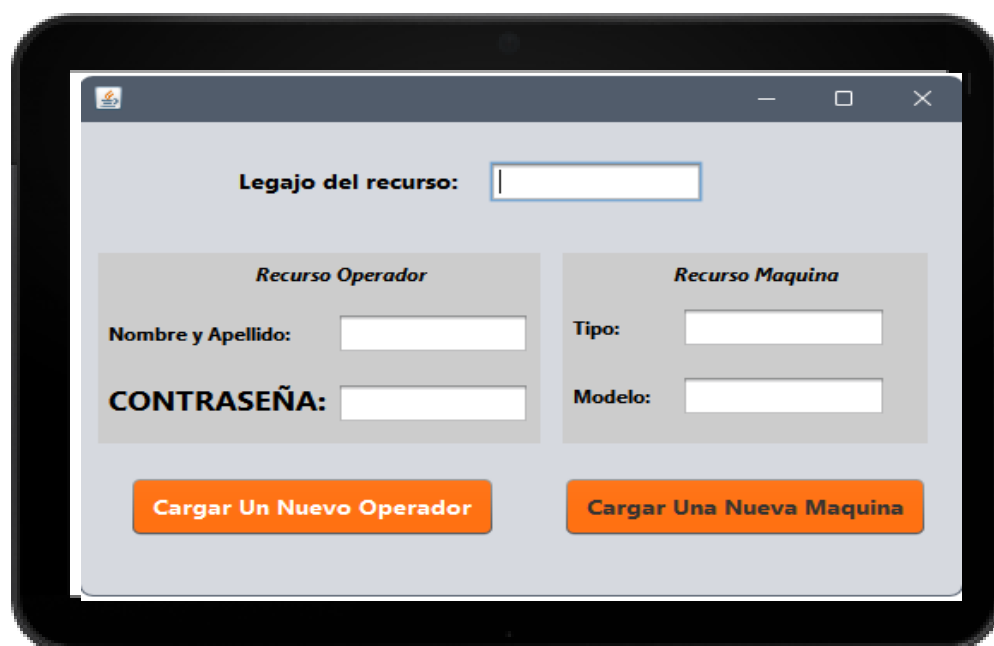 Legajo del recurso:
Recurso Operador
Nombre y Apellido:
CONTRASEÑA:
Cargar Un Nuevo Operador
Recurso Maquina
Tipo:
Modelo:
Cargar Una Nueva Maquina